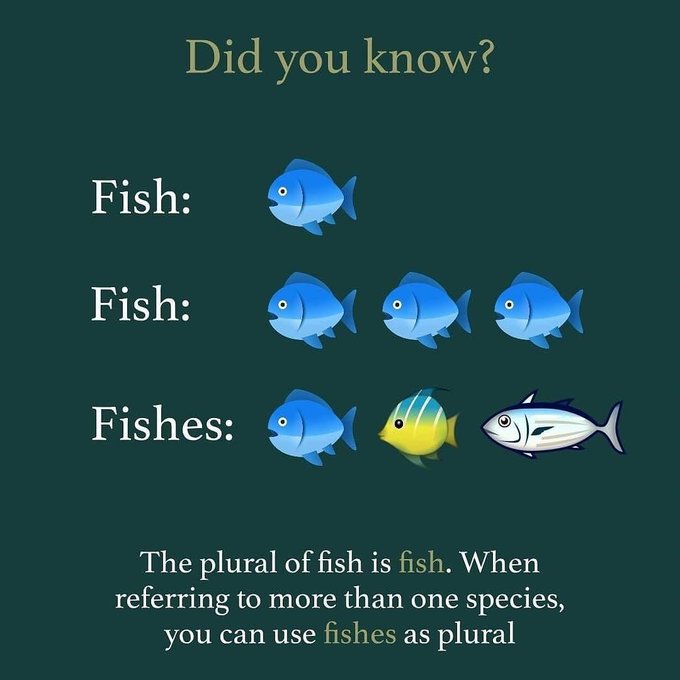 Did you know?
Fish:
Fish:
Fishes:
The plural of fish is fish. When
referring to more than one species,
you can use fishes as plural